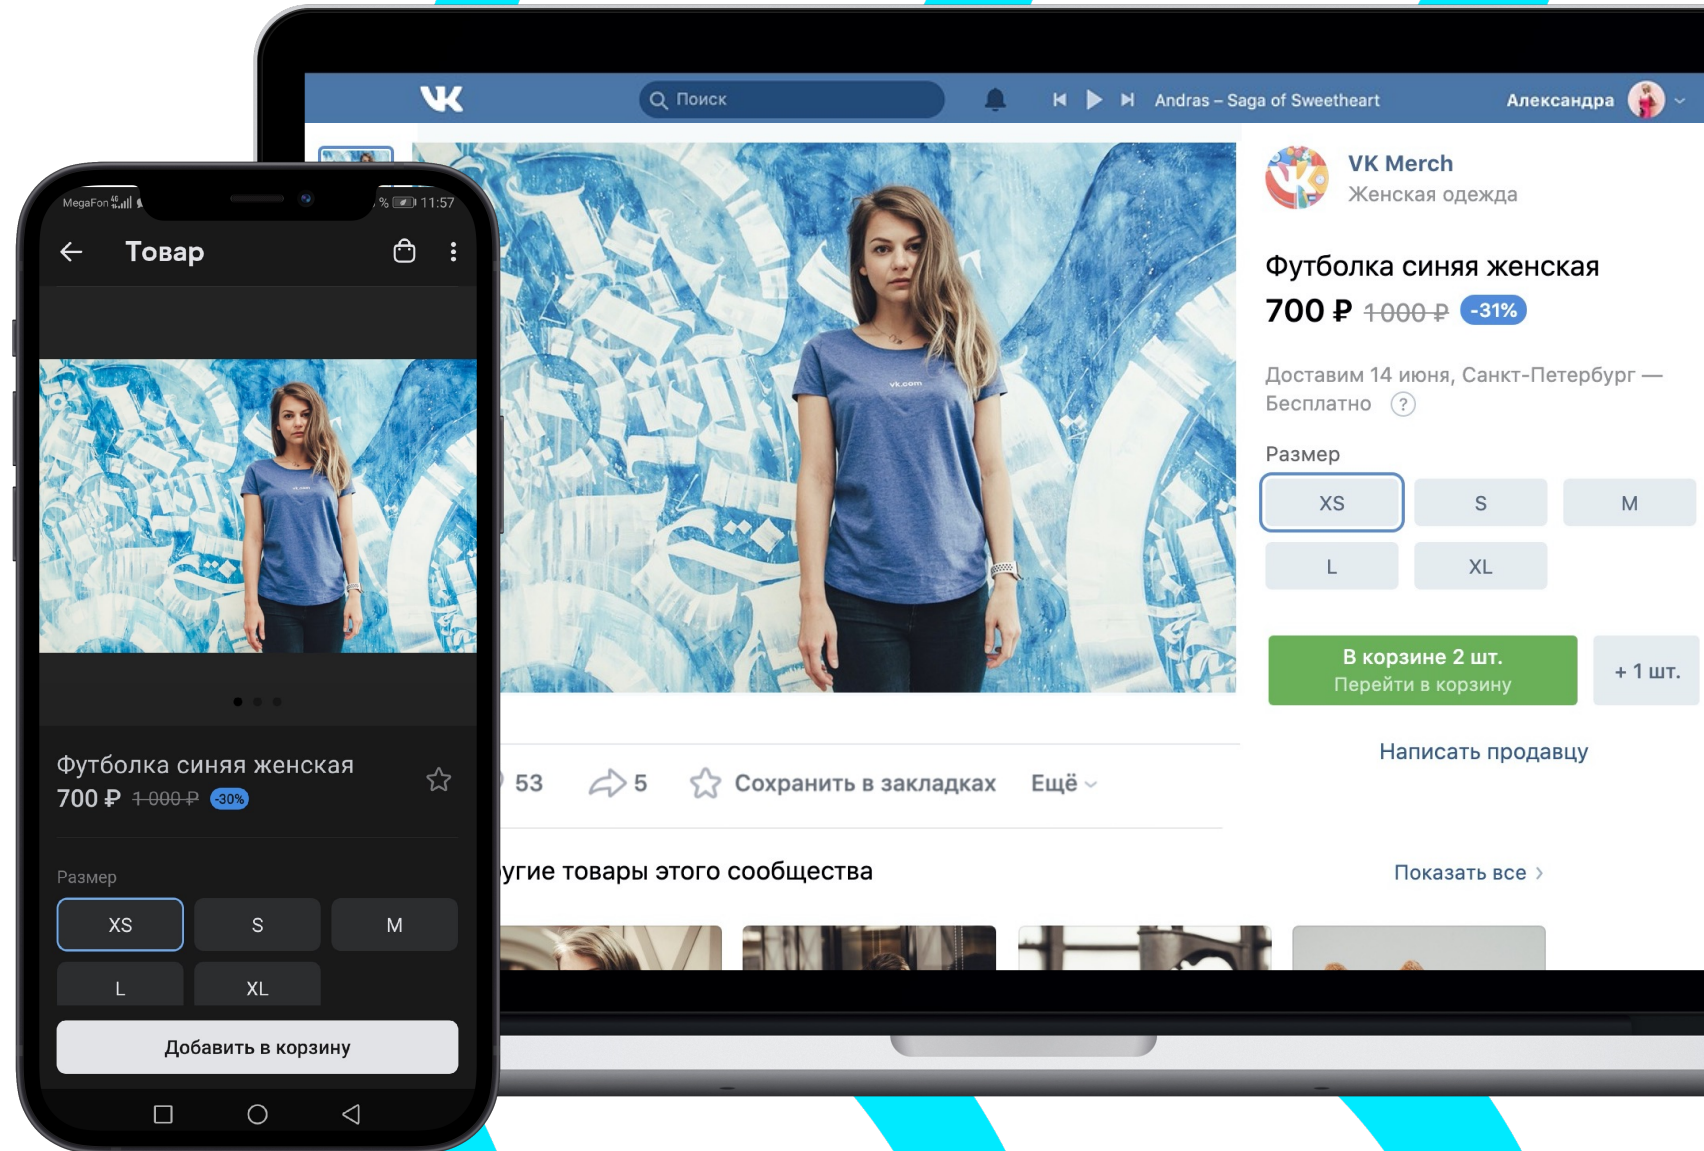 Поиск
Andras – Saga of Sweetheart
Александра
VK Merch
Женская одежда
Футболка синяя женская
700 ₽ 1 000 ₽ -31%
Доставим 14 июня, Санкт-Петербург —
Бесплатно ?
Размер
XS S M
L XL
В корзине 2 шт.
Перейти в корзину
+ 1 шт.
Написать продавцу
vk.com
53 5 Сохранить в закладках Ещё
товары этого сообщества
Показать все
MegaFon 4G % 11:57
Товар
Футболка синяя женская
700 ₽ 1 000 ₽ -30%
Размер
XS S M
L XL
Добавить в корзину